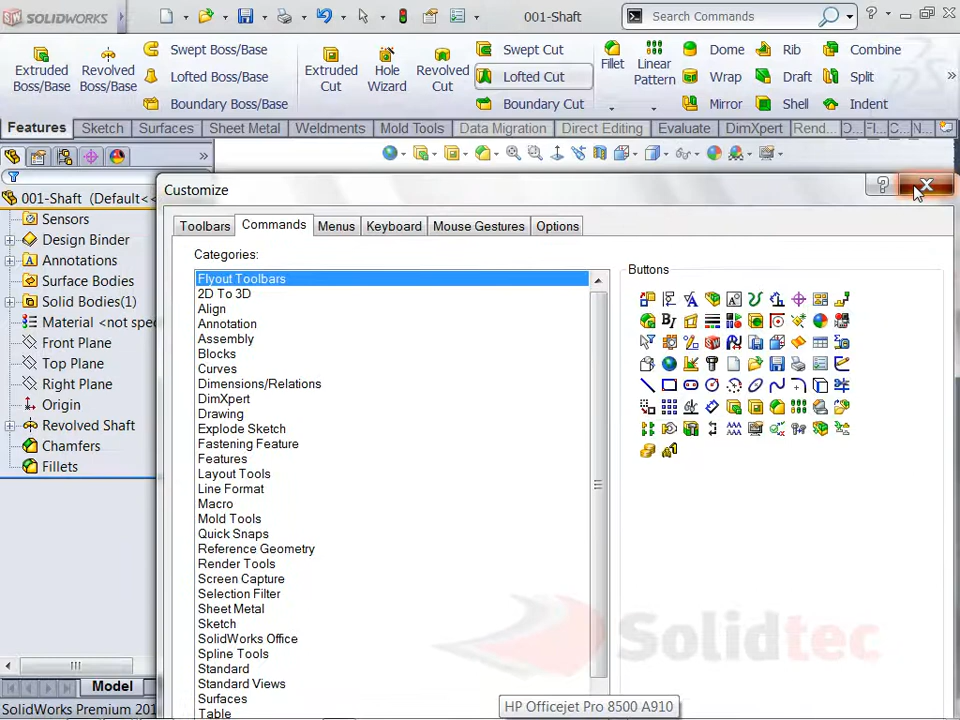 SOLIDWORKS
001-Shaft
Search Commands
Extruded Boss/Base
Revolved Boss/Base
Swept Boss/Base
Lofted Boss/Base
Boundary Boss/Base
Extruded Cut
Hole Wizard
Revolved Cut
Swept Cut
Lofted Cut
Boundary Cut
Fillet
Linear Pattern
Dome
Wrap
Mirror
Rib
Draft
Shell
Combine
Split
Indent
Features
Sketch
Surfaces
Sheet Metal
Weldments
Mold Tools
Data Migration
Direct Editing
Evaluate
DimXpert
Rend...
D...
Fl...
C...
N...
001-Shaft (Default<
Sensors
Design Binder
Annotations
Surface Bodies
Solid Bodies(1)
Material <not spec
Front Plane
Top Plane
Right Plane
Origin
Revolved Shaft
Chamfers
Fillets
Customize
Toolbars
Commands
Menus
Keyboard
Mouse Gestures
Options
Categories:
Flyout Toolbars
2D To 3D
Align
Annotation
Assembly
Blocks
Curves
Dimensions/Relations
DimXpert
Drawing
Explode Sketch
Fastening Feature
Features
Layout Tools
Line Format
Macro
Mold Tools
Quick Snaps
Reference Geometry
Render Tools
Screen Capture
Selection Filter
Sheet Metal
Sketch
SolidWorks Office
Spline Tools
Standard
Standard Views
Surfaces
Table
Buttons
Solidtec
Model
HP Officejet Pro 8500 A910
SolidWorks Premium 201